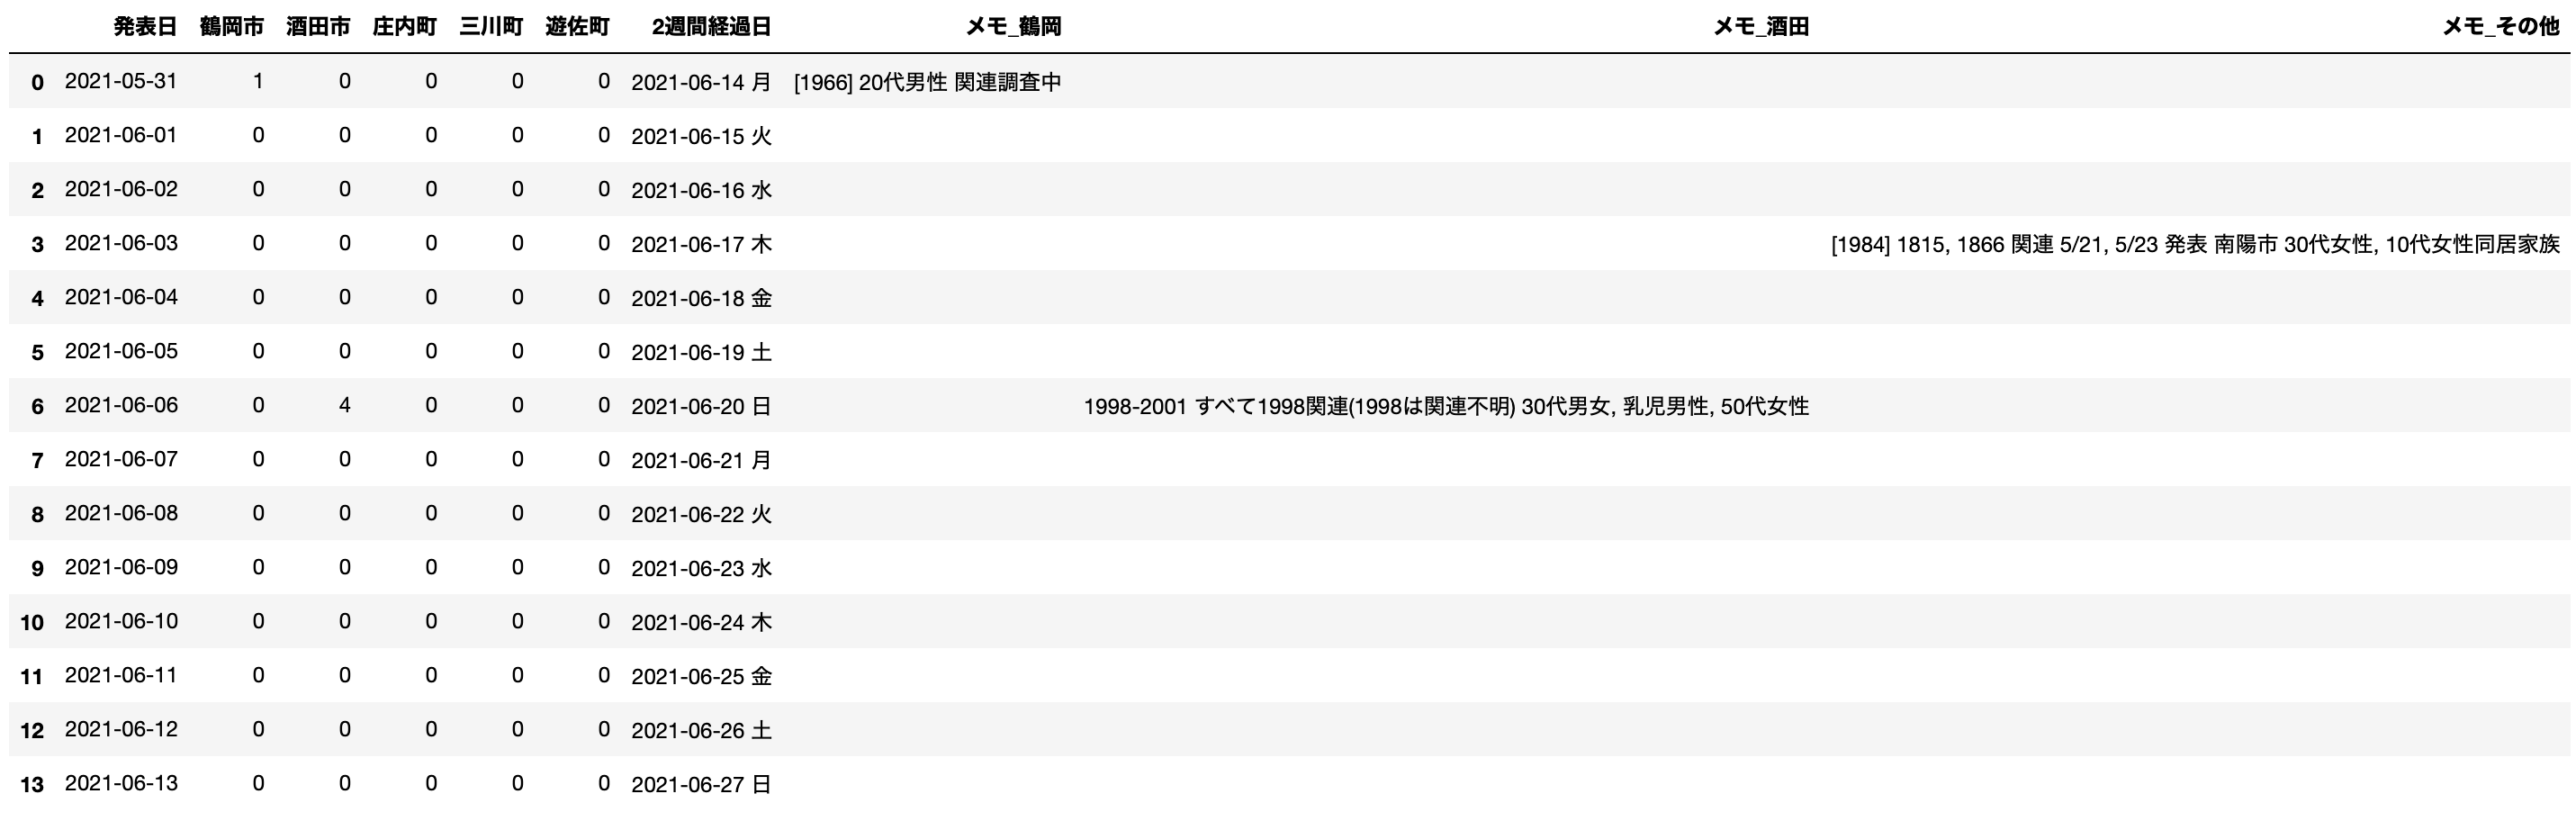 発表日 鶴岡市 酒田市 庄内町 三川町 遊佐町 2週間経過日 メモ_鶴岡 メモ_酒田 メモ_その他
0 2021-05-31 1 0 0 0 0 2021-06-14 月 [1966] 20代男性 関連調査中
1 2021-06-01 0 0 0 0 0 2021-06-15 火
2 2021-06-02 0 0 0 0 0 2021-06-16 水
3 2021-06-03 0 0 0 0 0 2021-06-17 木 [1984] 1815, 1866 関連 5/21, 5/23 発表 南陽市 30代女性, 10代女性同居家族
4 2021-06-04 0 0 0 0 0 2021-06-18 金
5 2021-06-05 0 0 0 0 0 2021-06-19 土
6 2021-06-06 0 4 0 0 0 2021-06-20 日 1998-2001 すべて1998関連(1998は関連不明) 30代男女, 乳児男性, 50代女性
7 2021-06-07 0 0 0 0 0 2021-06-21 月
8 2021-06-08 0 0 0 0 0 2021-06-22 火
9 2021-06-09 0 0 0 0 0 2021-06-23 水
10 2021-06-10 0 0 0 0 0 2021-06-24 木
11 2021-06-11 0 0 0 0 0 2021-06-25 金
12 2021-06-12 0 0 0 0 0 2021-06-26 土
13 2021-06-13 0 0 0 0 0 2021-06-27 日